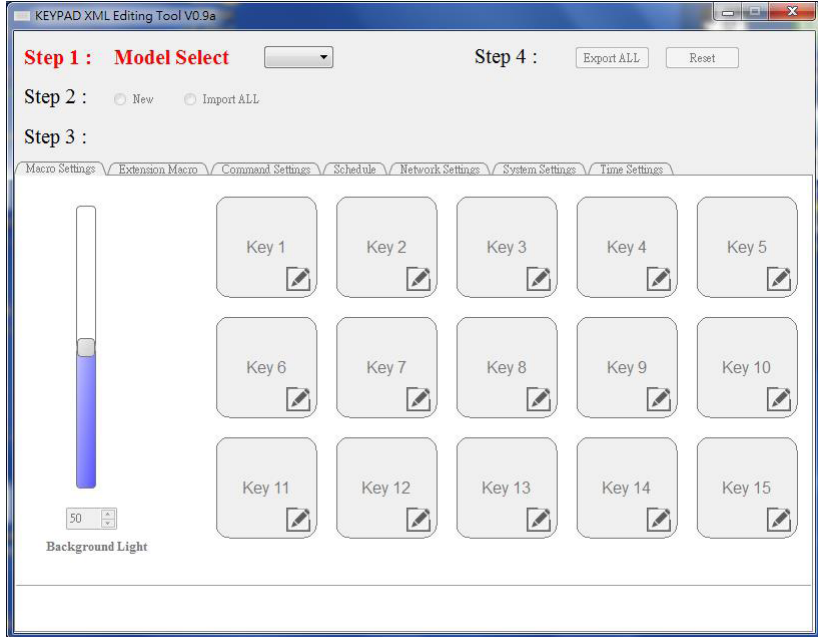 KEYPAD XML Editing Tool V0.9a
Step 1 : Model Select
Step 4 : Export ALL Reset
Step 2 : New Import ALL
Step 3 :
Macro Settings Extension Macro Command Settings Schedule Network Settings System Settings Time Settings
Key 1 Key 2 Key 3 Key 4 Key 5
Key 6 Key 7 Key 8 Key 9 Key 10
Key 11 Key 12 Key 13 Key 14 Key 15
50
Background Light